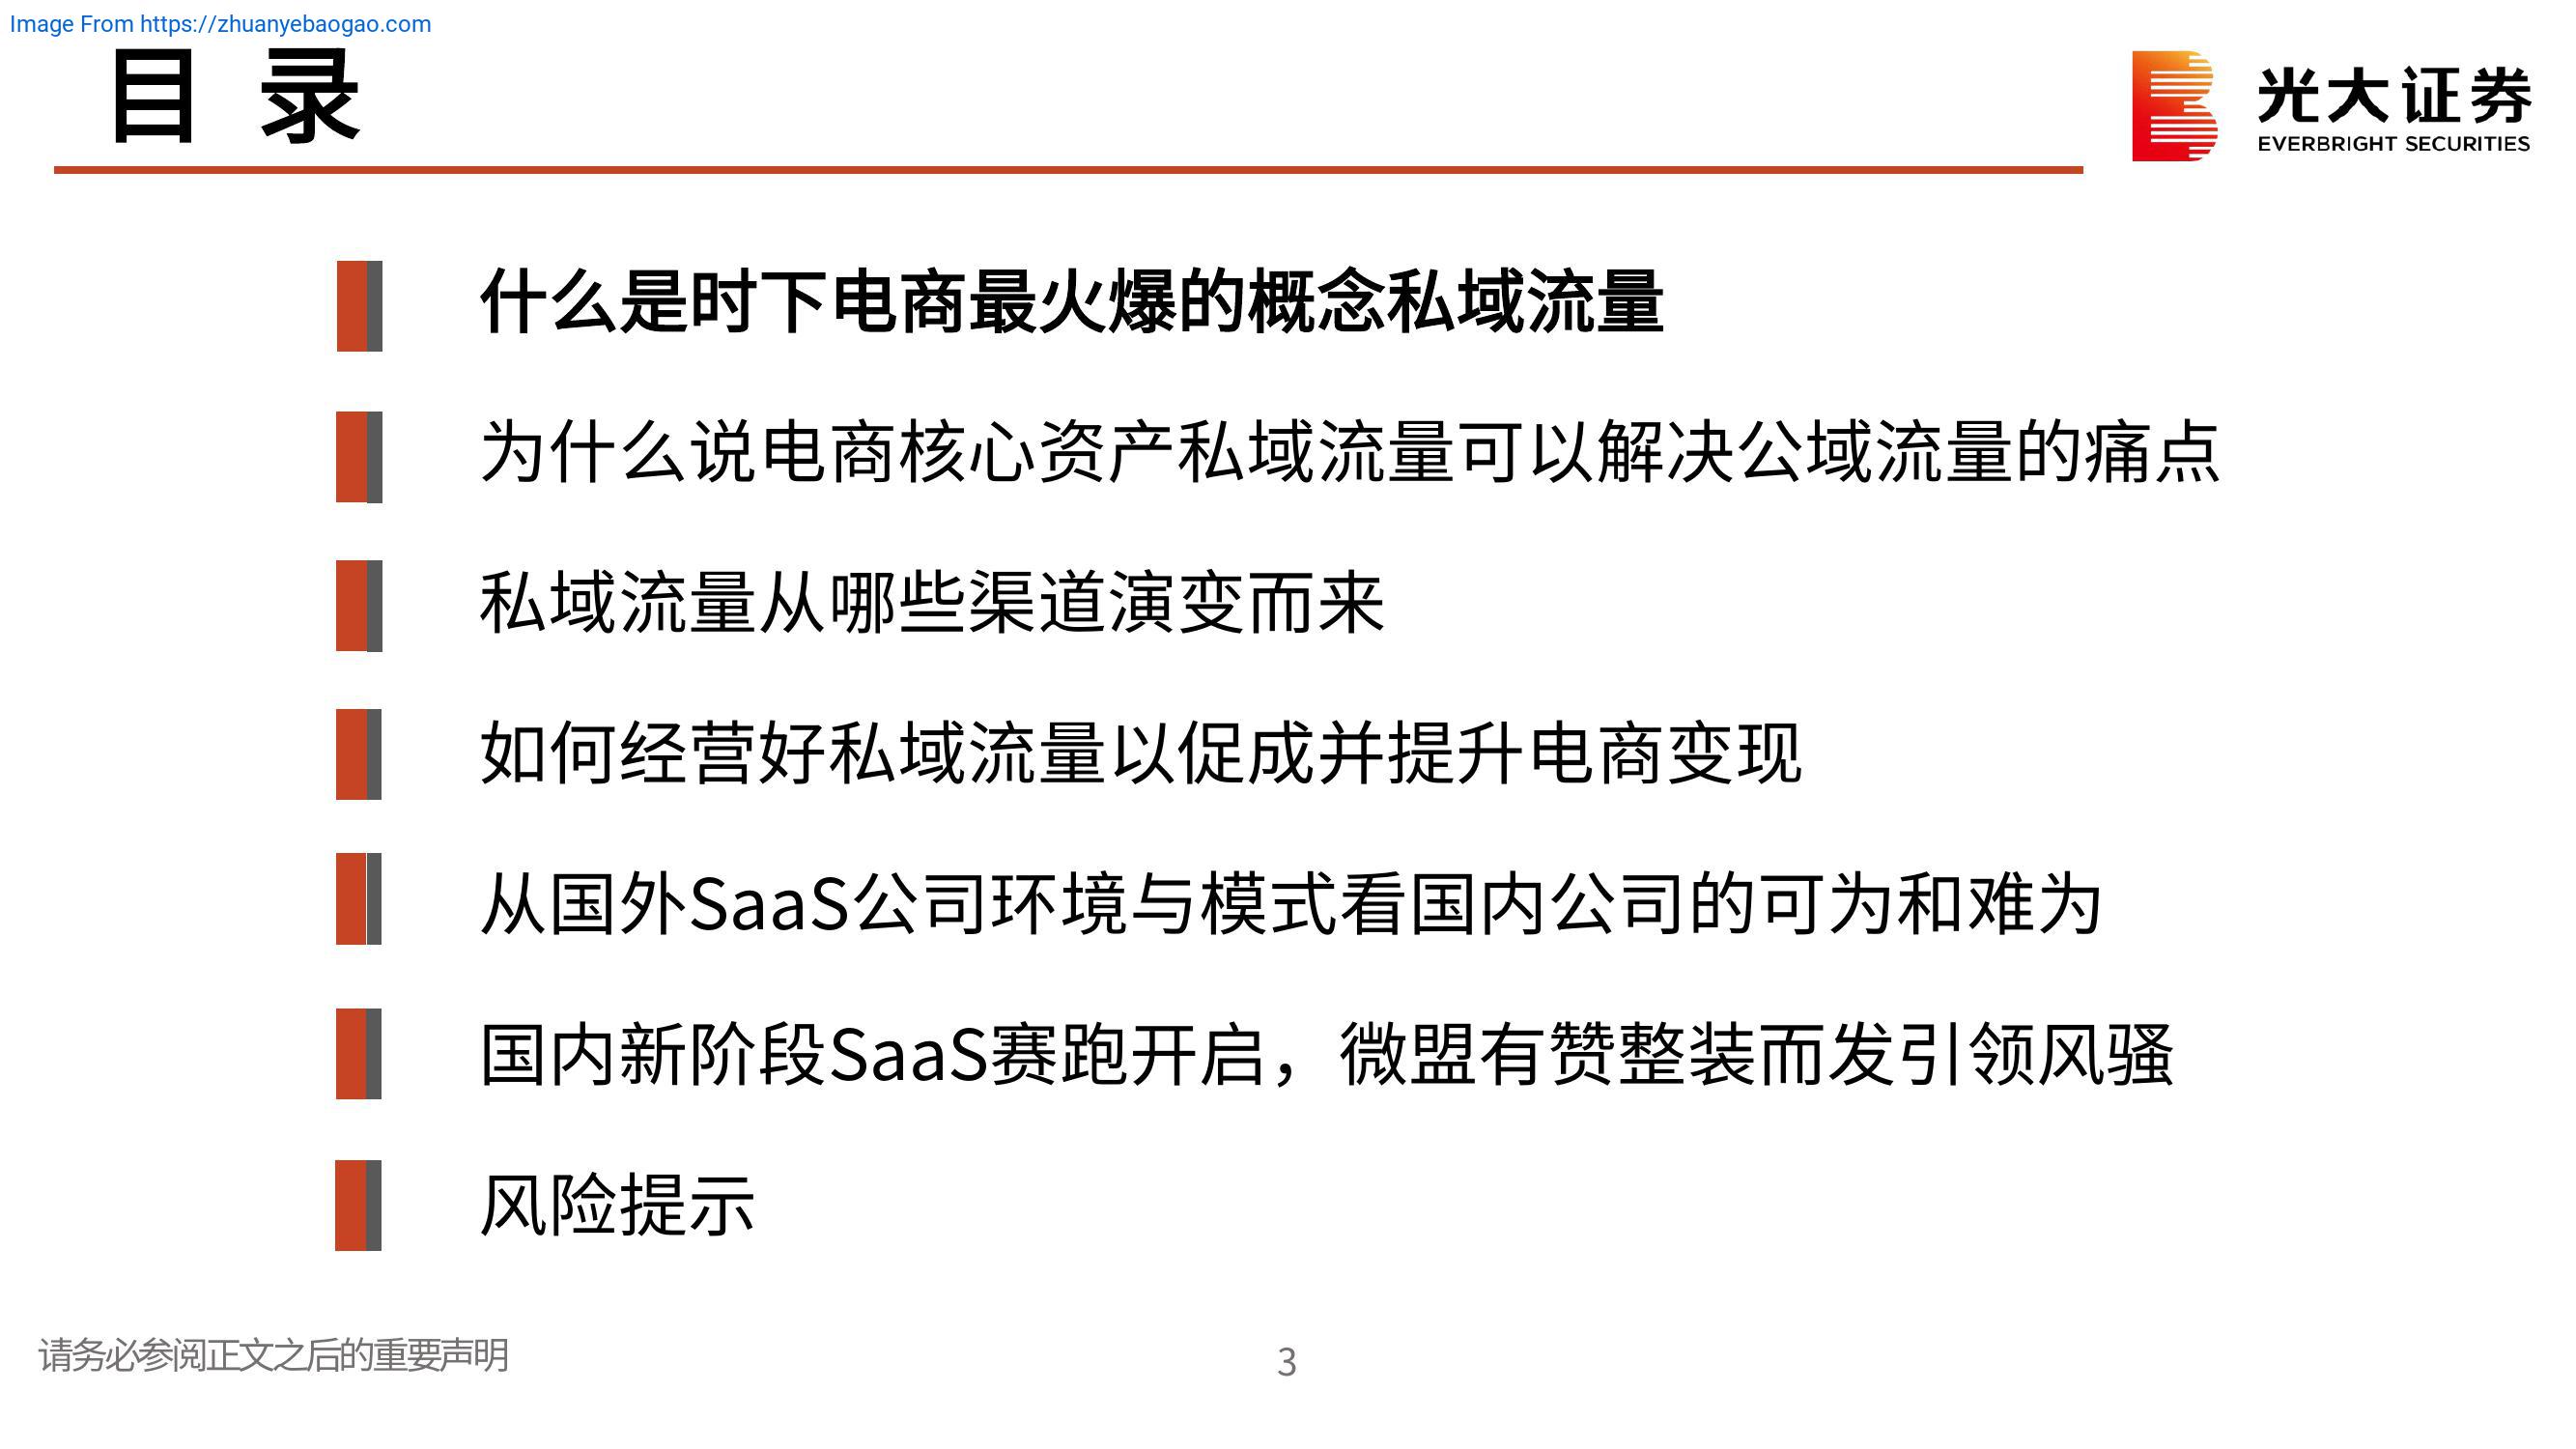 Image From https://zhuanyebaogao.com
目 录
光大证券
EVERBRIGHT SECURITIES
什么是时下电商最火爆的概念私域流量
为什么说电商核心资产私域流量可以解决公域流量的痛点
私域流量从哪些渠道演变而来
如何经营好私域流量以促成并提升电商变现
从国外SaaS公司环境与模式看国内公司的可为和难为
国内新阶段SaaS赛跑开启，微盟有赞整装而发引领风骚
风险提示
请务必参阅正文之后的重要声明
3